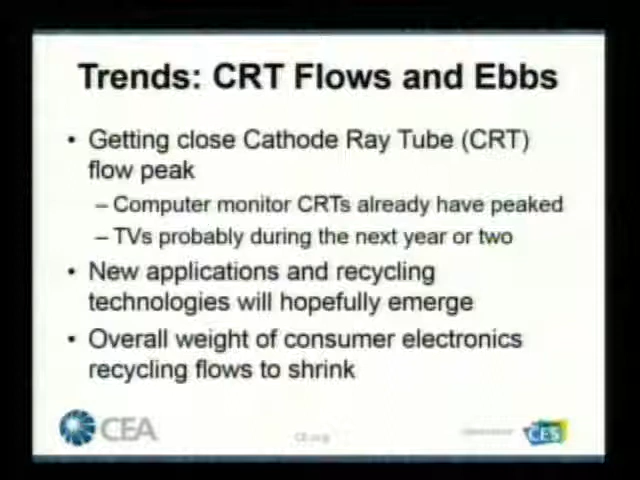 Trends: CRT Flows and Ebbs
• Getting close Cathode Ray Tube (CRT)
flow peak
– Computer monitor CRTs already have peaked
– TVs probably during the next year or two
• New applications and recycling
technologies will hopefully emerge
• Overall weight of consumer electronics
recycling flows to shrink
CEA
CE.org
CES